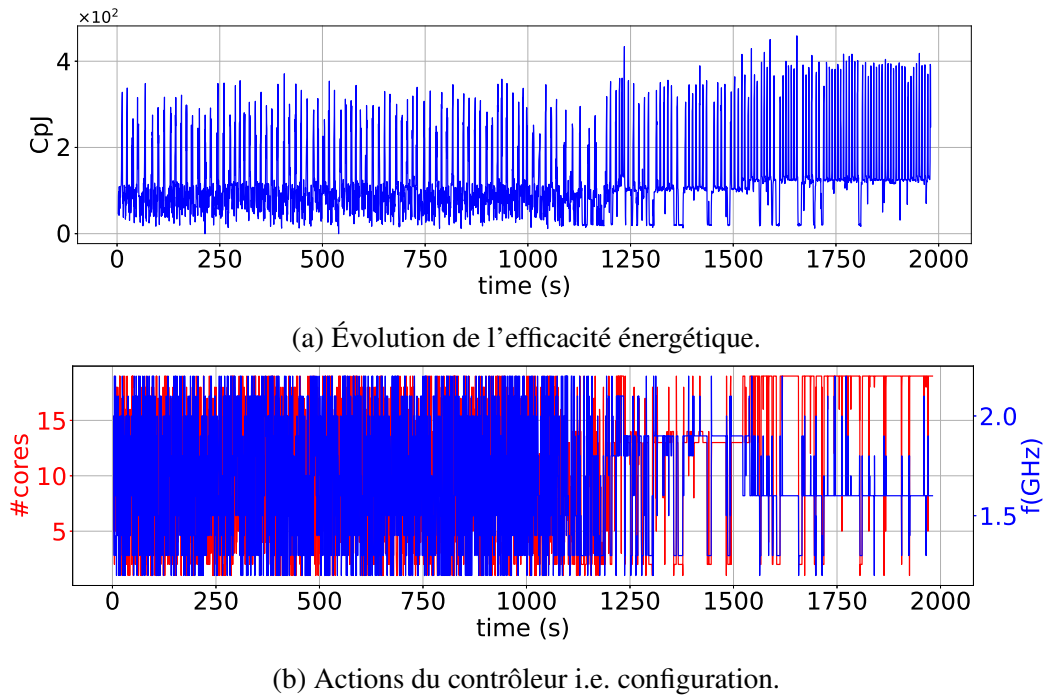 ×10²
4
2
0
CpJ
0 250 500 750 1000 1250 1500 1750 2000
time (s)
(a) Évolution de l'efficacité énergétique.
15
10
5
#cores
2.0
1.5
f(GHz)
0 250 500 750 1000 1250 1500 1750 2000
time (s)
(b) Actions du contrôleur i.e. configuration.